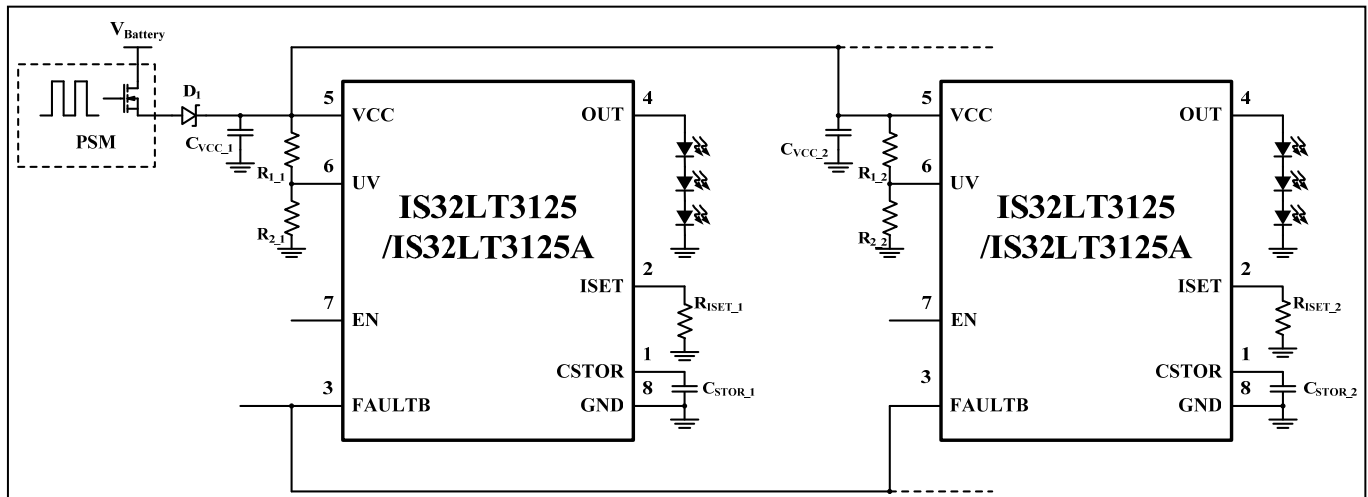 VBattery
PSM
D1
CVCC_1
R1_1
R2_1
5
VCC
6
UV
7
EN
3
FAULTB
IS32LT3125
/IS32LT3125A
4
OUT
2
ISET
1
CSTOR
8
GND
RISET_1
CSTOR_1
CVCC_2
R1_2
R2_2
5
VCC
6
UV
7
EN
3
FAULTB
IS32LT3125
/IS32LT3125A
4
OUT
2
ISET
1
CSTOR
8
GND
RISET_2
CSTOR_2